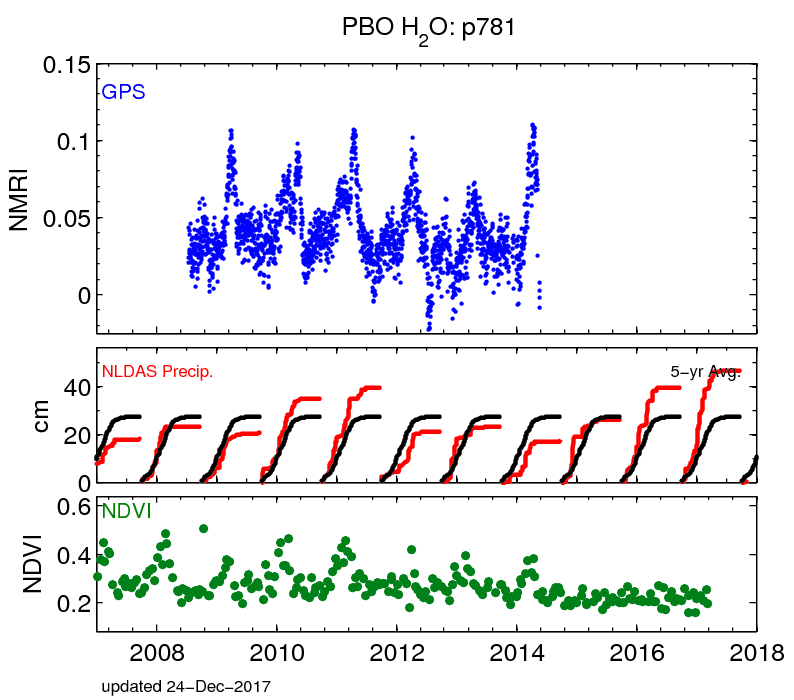 PBO H2O: p781
0.15
GPS
0.1
NMRI
0.05
0
NLDAS Precip.
5−yr Avg.
40
cm
20
0
0.6
NDVI
NDVI
0.4
0.2
2008 2010 2012 2014 2016 2018
updated 24−Dec−2017